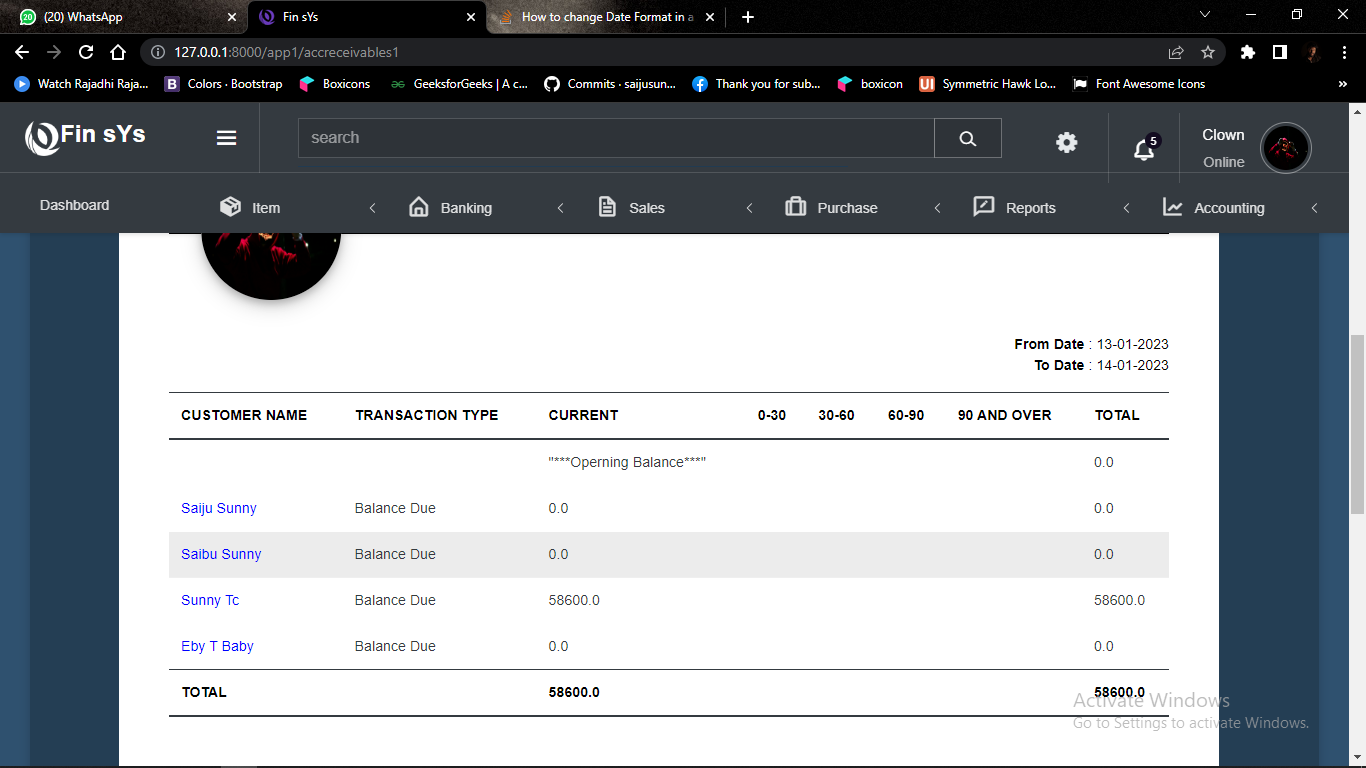 20 (20) WhatsApp
Fin sYs
How to change Date Format in a
127.0.0.1:8000/app1/accreceivables1
Watch Rajadhi Raja... B Colors · Bootstrap Boxicons GeeksforGeeks | A c... Commits · saijusun... Thank you for sub... boxicon UI Symmetric Hawk Lo... Font Awesome Icons »
Fin sYs
search
5
Clown
Online
Dashboard Item Banking Sales Purchase Reports Accounting
From Date : 13-01-2023
To Date : 14-01-2023
CUSTOMER NAME TRANSACTION TYPE CURRENT 0-30 30-60 60-90 90 AND OVER TOTAL
"***Operning Balance***" 0.0
Saiju Sunny Balance Due 0.0 0.0
Saibu Sunny Balance Due 0.0 0.0
Sunny Tc Balance Due 58600.0 58600.0
Eby T Baby Balance Due 0.0 0.0
TOTAL 58600.0 58600.0
Activate Windows
Go to Settings to activate Windows.